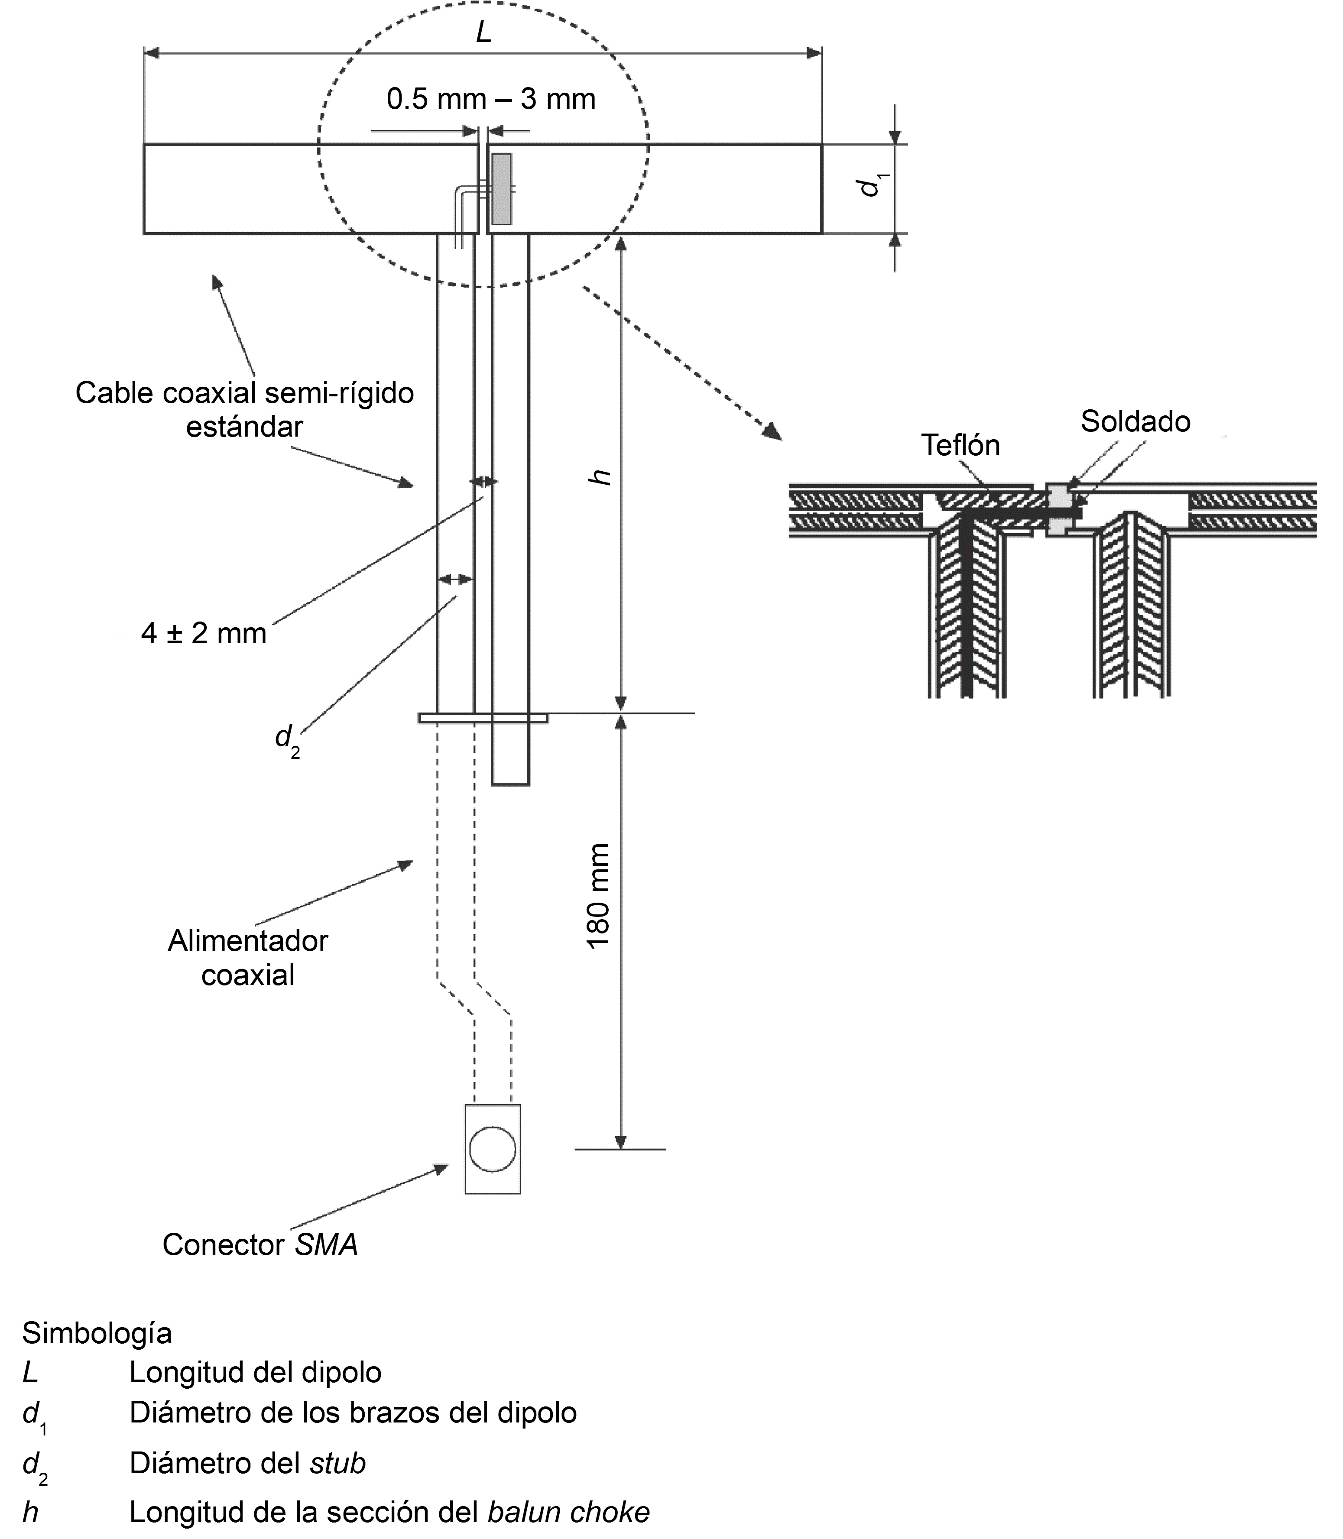 L
0.5 mm – 3 mm
d1
Cable coaxial semi-rígido
estándar
h
Soldado
Teflón
4 ± 2 mm
d2
180 mm
Alimentador
coaxial
Conector SMA
Simbología
L Longitud del dipolo
d1 Diámetro de los brazos del dipolo
d2 Diámetro del stub
h Longitud de la sección del balun choke